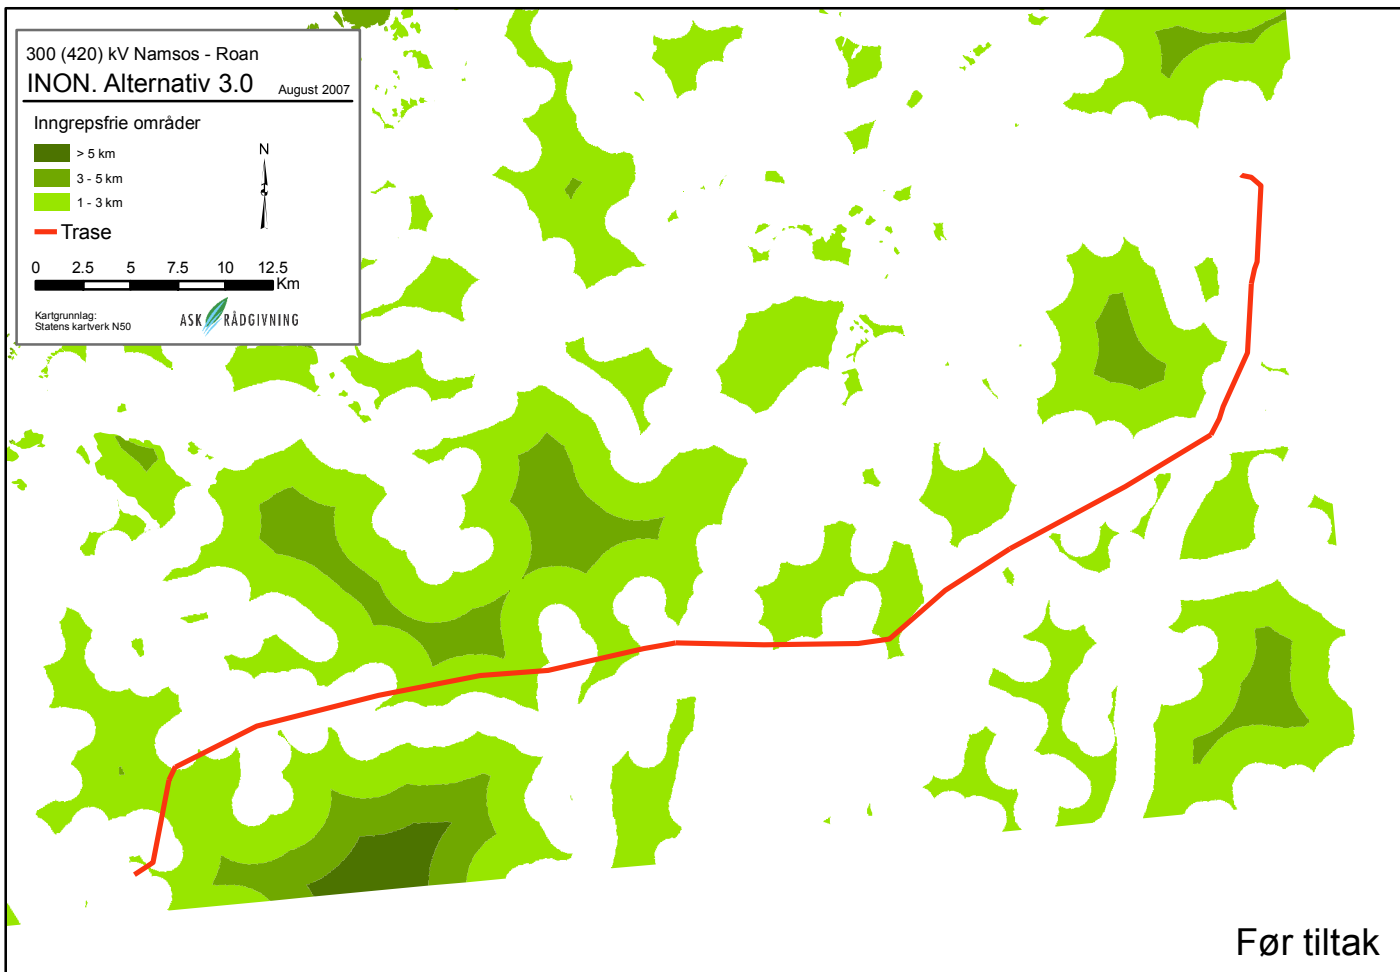 300 (420) kV Namsos - Roan
INON. Alternativ 3.0 August 2007
Inngrepsfrie områder
> 5 km
3 - 5 km
1 - 3 km
N
Trase
0 2.5 5 7.5 10 12.5
Km
Kartgrunnlag:
Statens kartverk N50
ASK RÅDGIVNING
Før tiltak